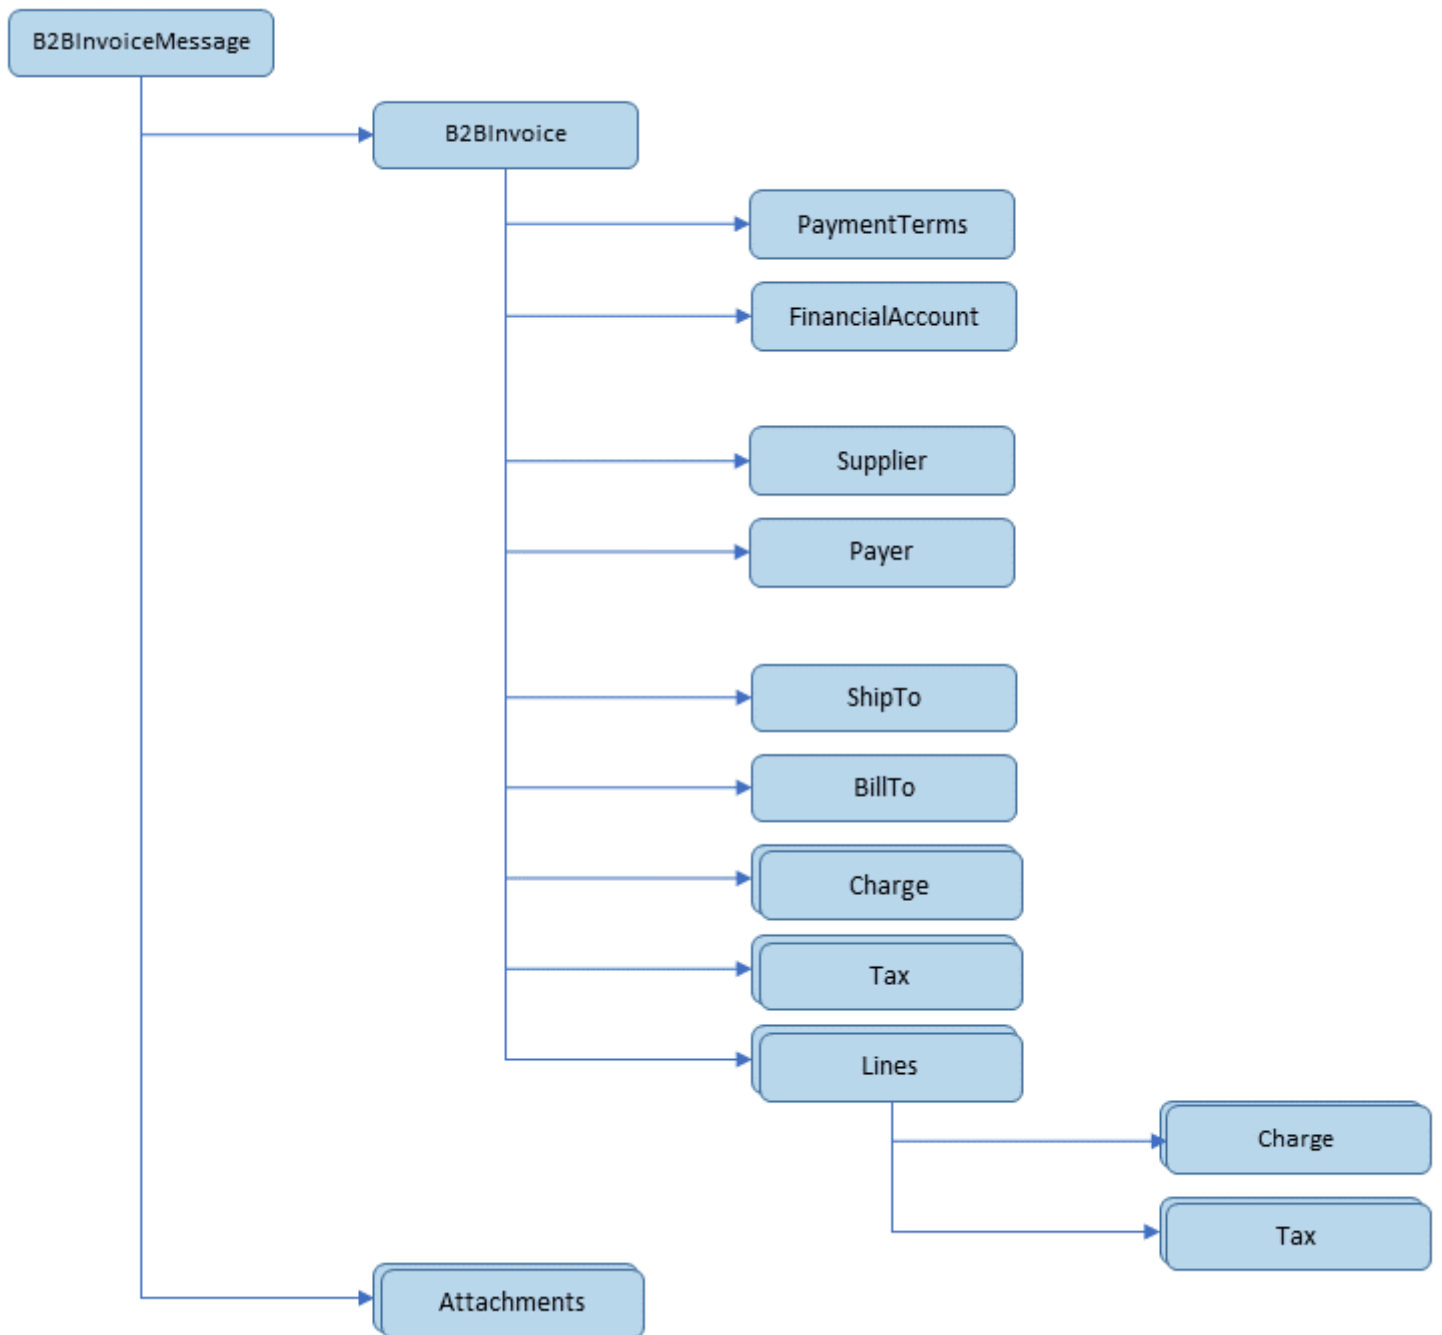 B2BInvoiceMessage
B2BInvoice
PaymentTerms
FinancialAccount
Supplier
Payer
ShipTo
BillTo
Charge
Tax
Lines
Charge
Tax
Attachments